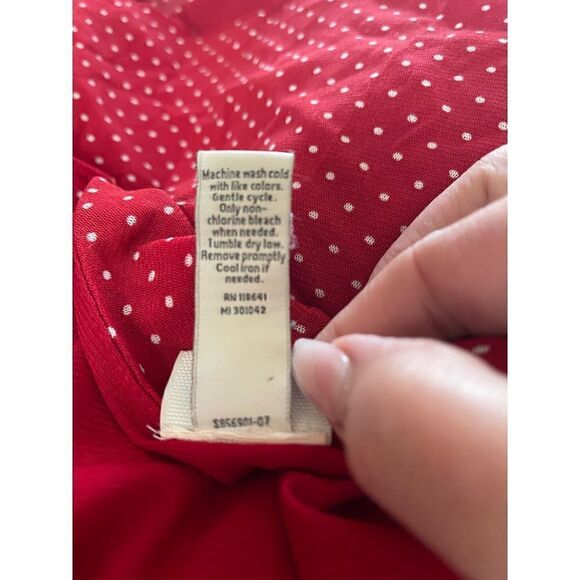 Machine wash cold
with like colors.
Gentle cycle.
Only non-
chlorine bleach
when needed.
Tumble dry low.
Remove promptly
Cool iron if
needed.
RN 118641
MI 301042
S856901-07